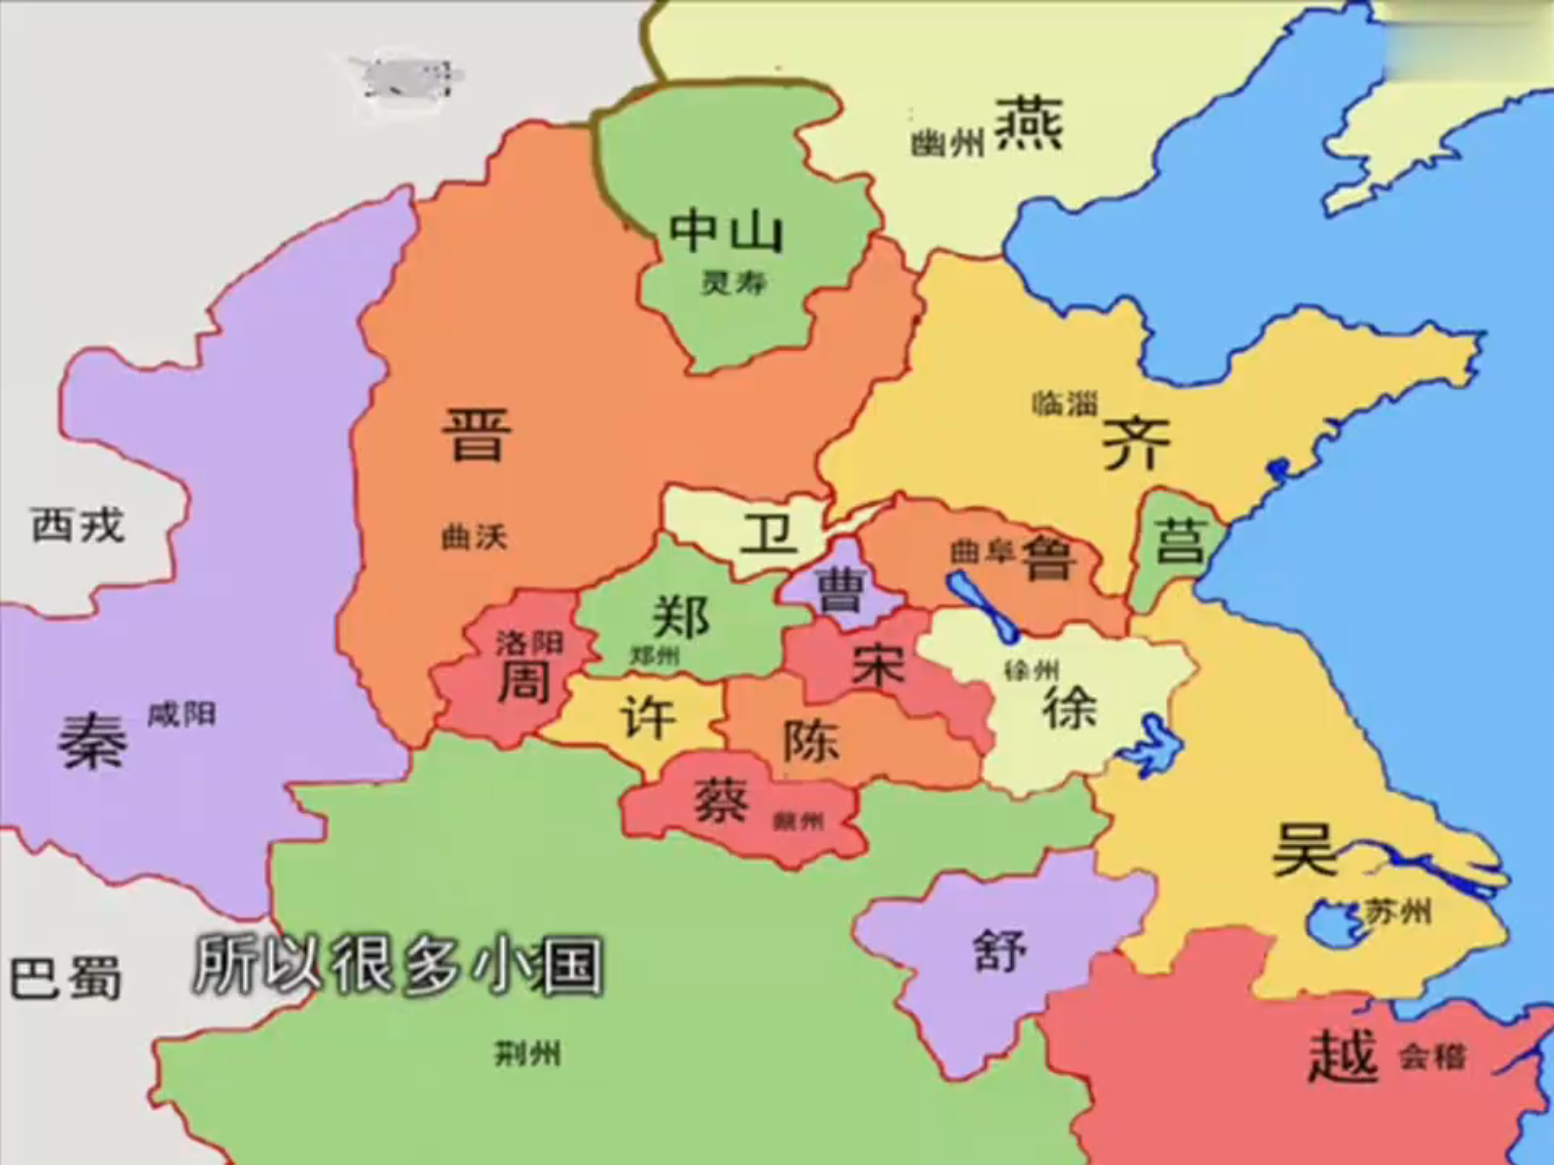 燕
幽州
中山
灵寿
临淄
齐
晋
西戎
曲沃
卫
莒
曲阜 鲁
曹
郑
郑州
洛阳
周
宋
徐州
徐
秦 咸阳
许
陈
蔡
蔡州
吴
苏州
舒
巴蜀
所以很多小国
荆州
越 会稽